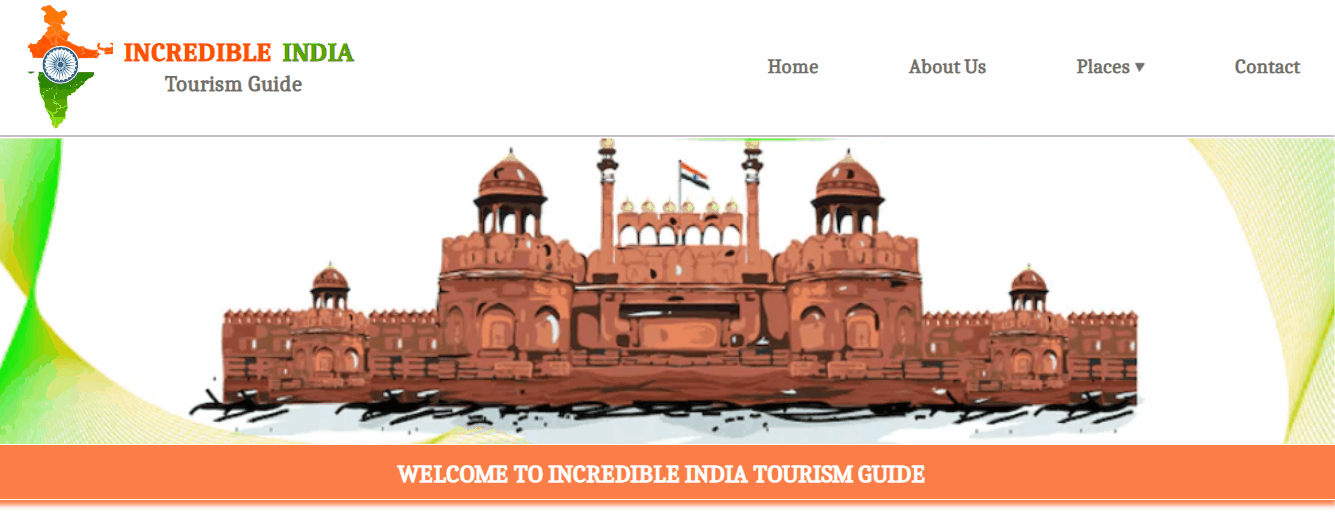 INCREDIBLE INDIA
Tourism Guide
Home About Us Places ▾ Contact
WELCOME TO INCREDIBLE INDIA TOURISM GUIDE